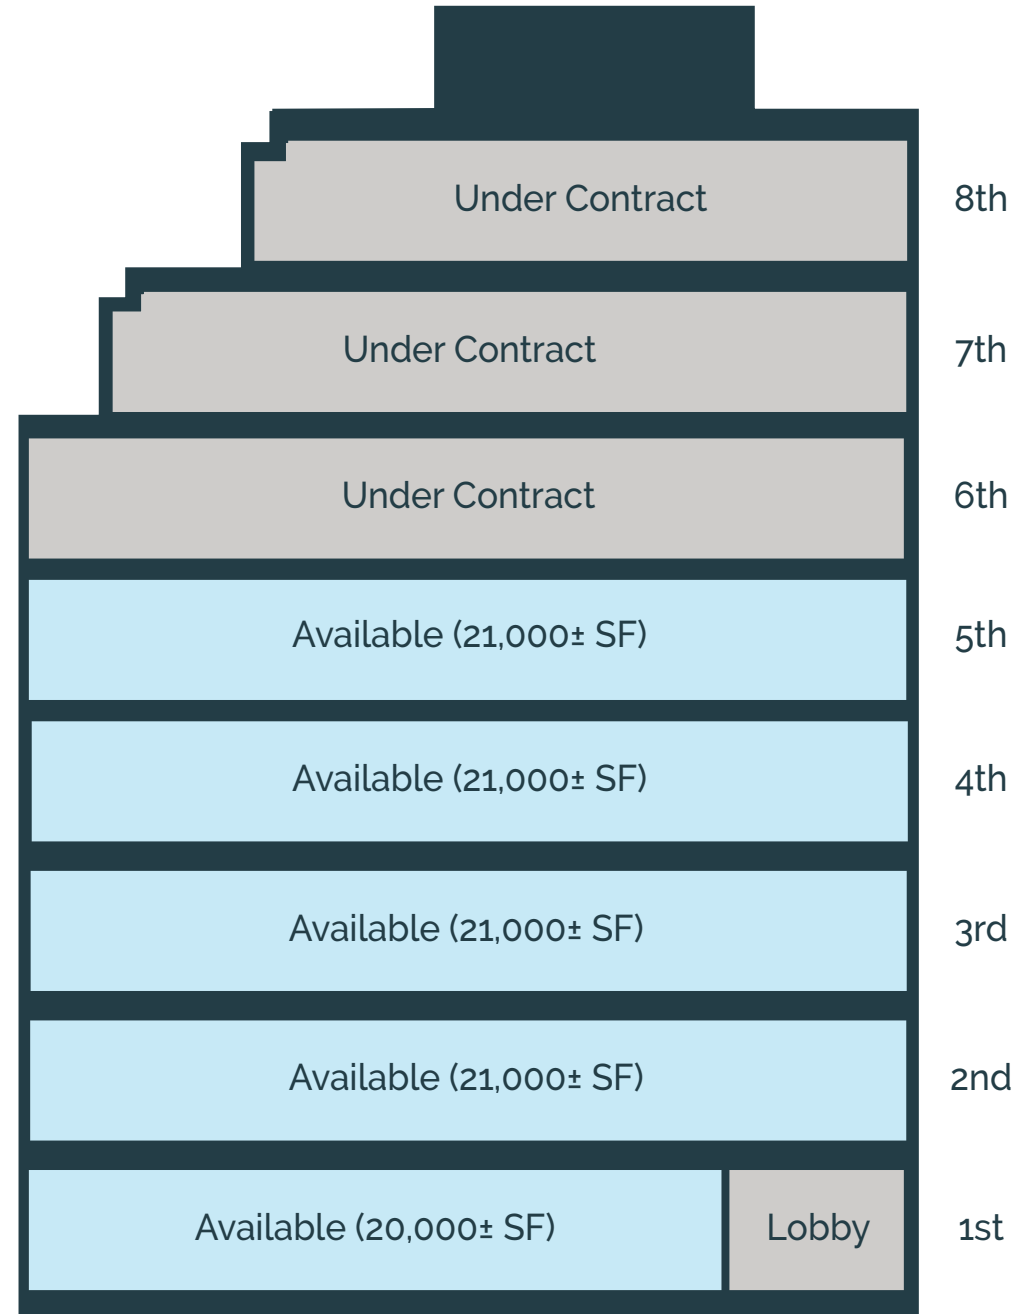 Under Contract 8th
Under Contract 7th
Under Contract 6th
Available (21,000± SF) 5th
Available (21,000± SF) 4th
Available (21,000± SF) 3rd
Available (21,000± SF) 2nd
Available (20,000± SF) Lobby 1st